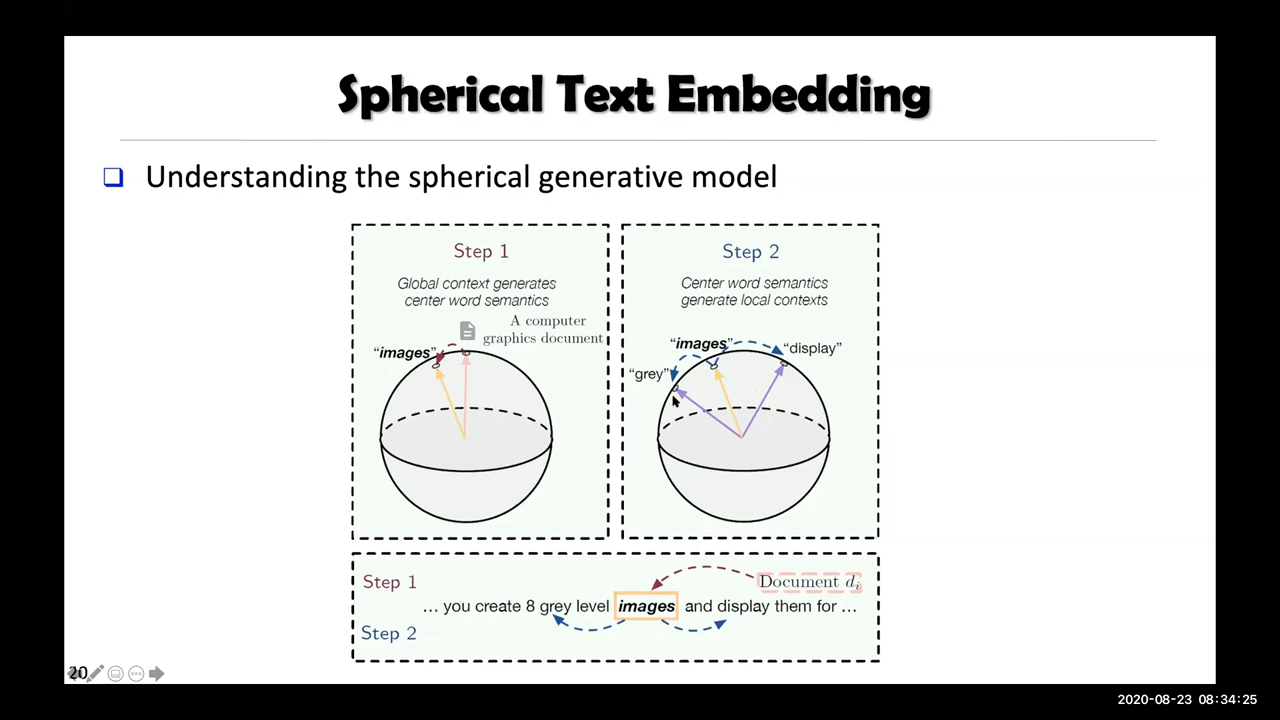 Spherical Text Embedding
Understanding the spherical generative model
Step 1
Global context generates
center word semantics
A computer
graphics document
“images”
Step 2
Center word semantics
generate local contexts
“images”
“display”
“grey”
Step 1
Document di
... you create 8 grey level images and display them for ...
Step 2
20
2020-08-23 08:34:25